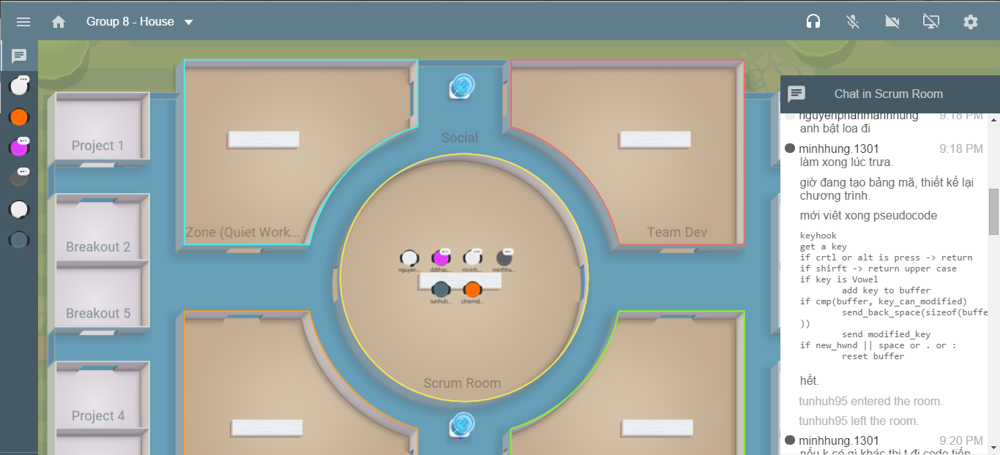 Group 8 - House
Project 1
Breakout 2
Breakout 5
Project 4
Social
Zone (Quiet Work...
Team Dev
nguyen...
ddthac...
ntvinh...
minhhu...
tunhuh...
chiernd...
Scrum Room
Chat in Scrum Room
nguyenphanmanhhung 9:18 PM
anh bật loa đi
minhhung.1301 9:18 PM
làm xong lúc trưa.
giờ đang tạo bảng mã, thiết kế lại
chương trình.
mới viêt xong pseudocode
keyhook
get a key
if crtl or alt is press -> return
if shirft -> return upper case
if key is Vowel
add key to buffer
if cmp(buffer, key_can_modified)
send_back_space(sizeof(buffe
))
send modified_key
if new_hwnd || space or . or :
reset buffer
hết.
tunhuh95 entered the room.
tunhuh95 left the room.
minhhung.1301 9:20 PM
nếu k có gì khác thì t đi code tiếp